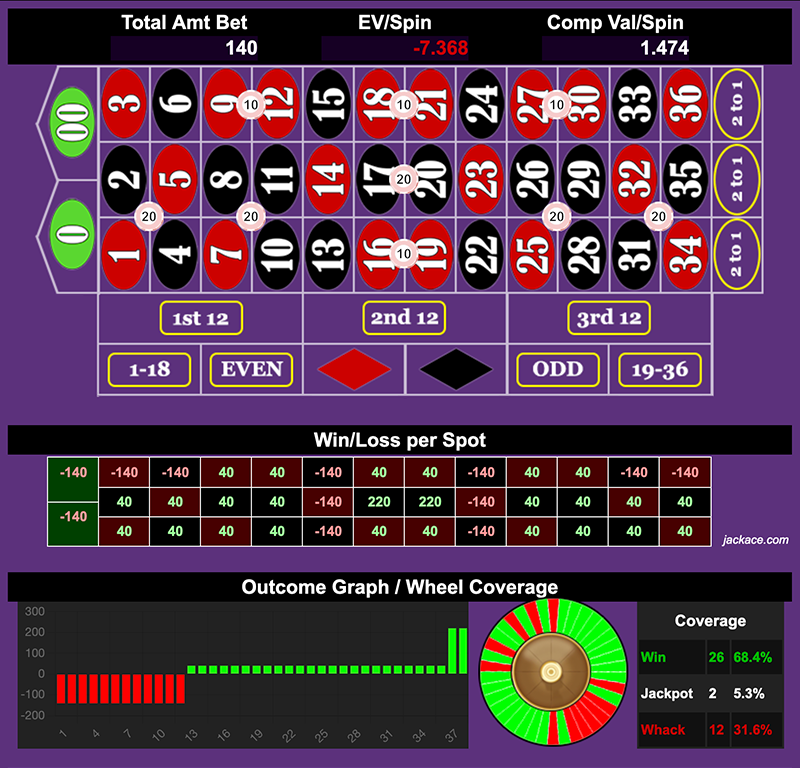 Total Amt Bet EV/Spin Comp Val/Spin
140 -7.368 1.474
00 3 6 9 10 12 15 18 10 21 24 27 10 30 33 36 2 to 1
2 5 8 11 14 17 20 20 23 26 29 32 35 2 to 1
20 20 20 20
0 1 4 7 10 13 16 10 19 22 25 28 31 34 2 to 1
1st 12 2nd 12 3rd 12
1-18 EVEN ODD 19-36
Win/Loss per Spot
-140 -140 -140 40 40 -140 40 40 -140 40 40 -140 -140
40 40 40 40 -140 220 220 -140 40 40 40 40
-140 40 40 40 40 -140 40 40 -140 40 40 40 40
jackace.com
Outcome Graph / Wheel Coverage
300
200
100
0
-100
-200
1 4 7 10 13 16 19 22 25 28 31 34 37
Coverage
Win 26 68.4%
Jackpot 2 5.3%
Whack 12 31.6%